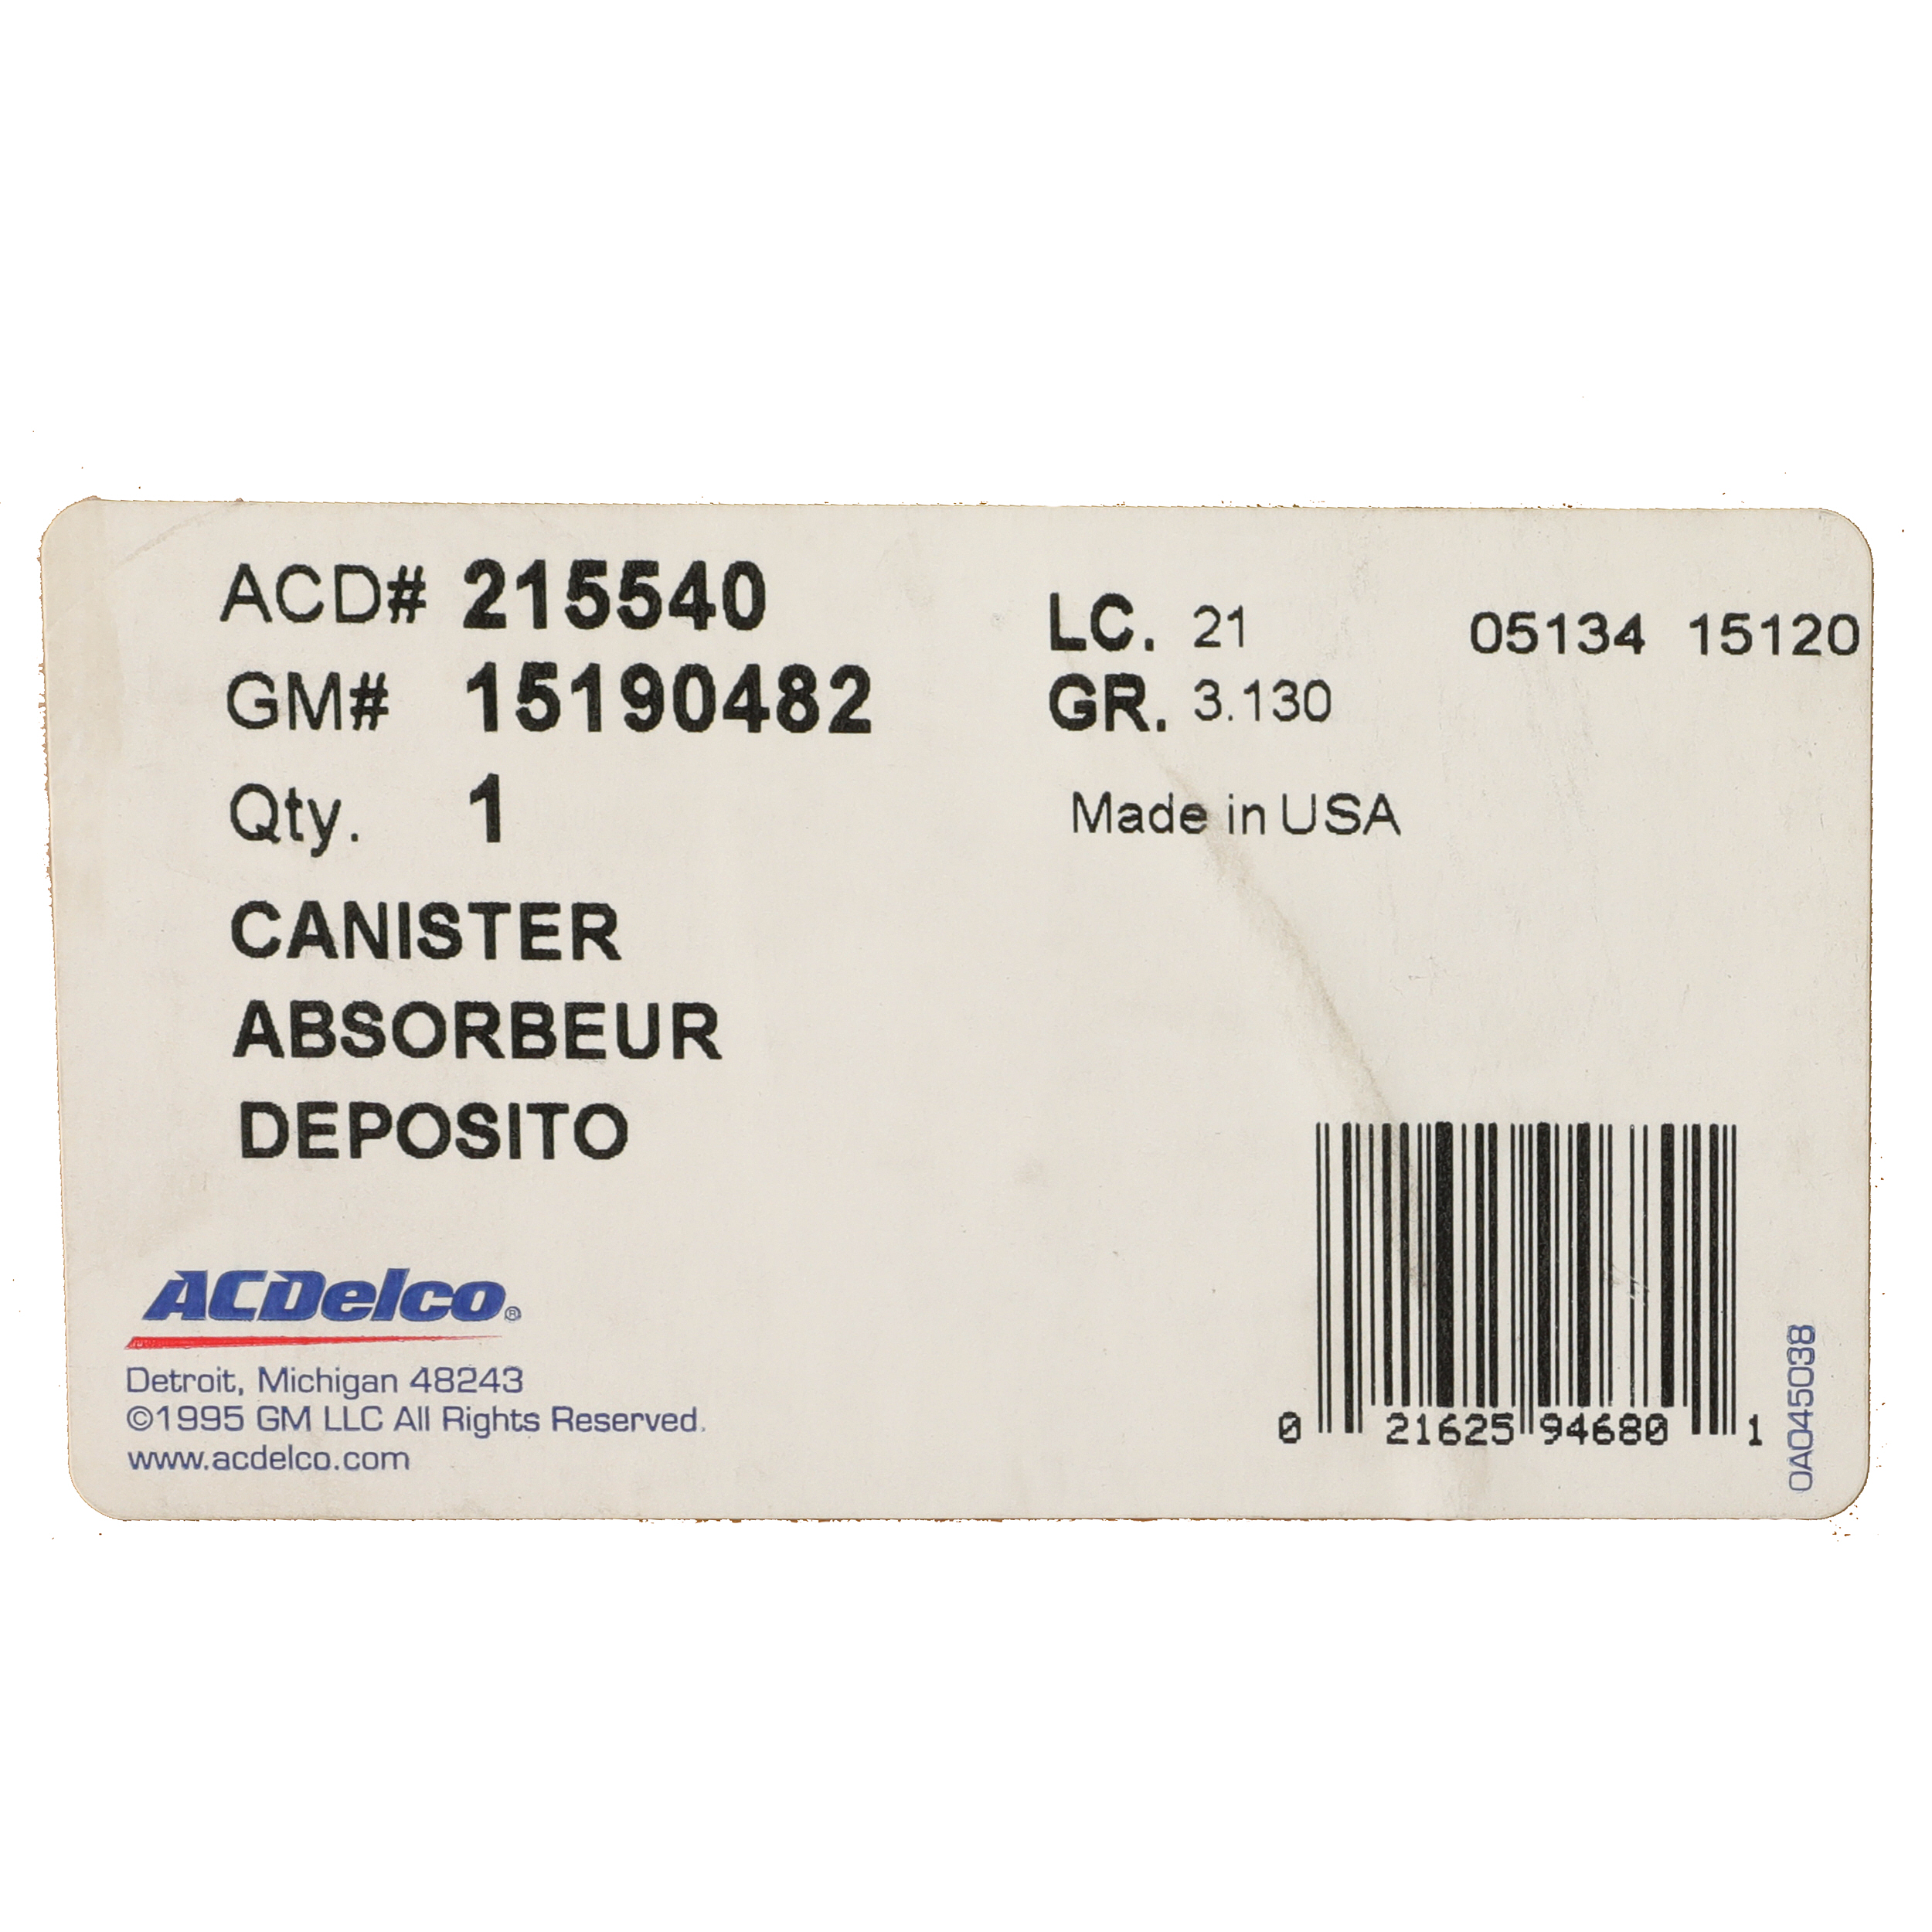 ACD# 215540
GM# 15190482
Qty. 1
CANISTER
ABSORBEUR
DEPOSITO
LC. 21
05134 15120
GR. 3.130
Made in USA
ACDelco®
Detroit, Michigan 48243
©1995 GM LLC All Rights Reserved.
www.acdelco.com
0 21625 94680 1
0A045038